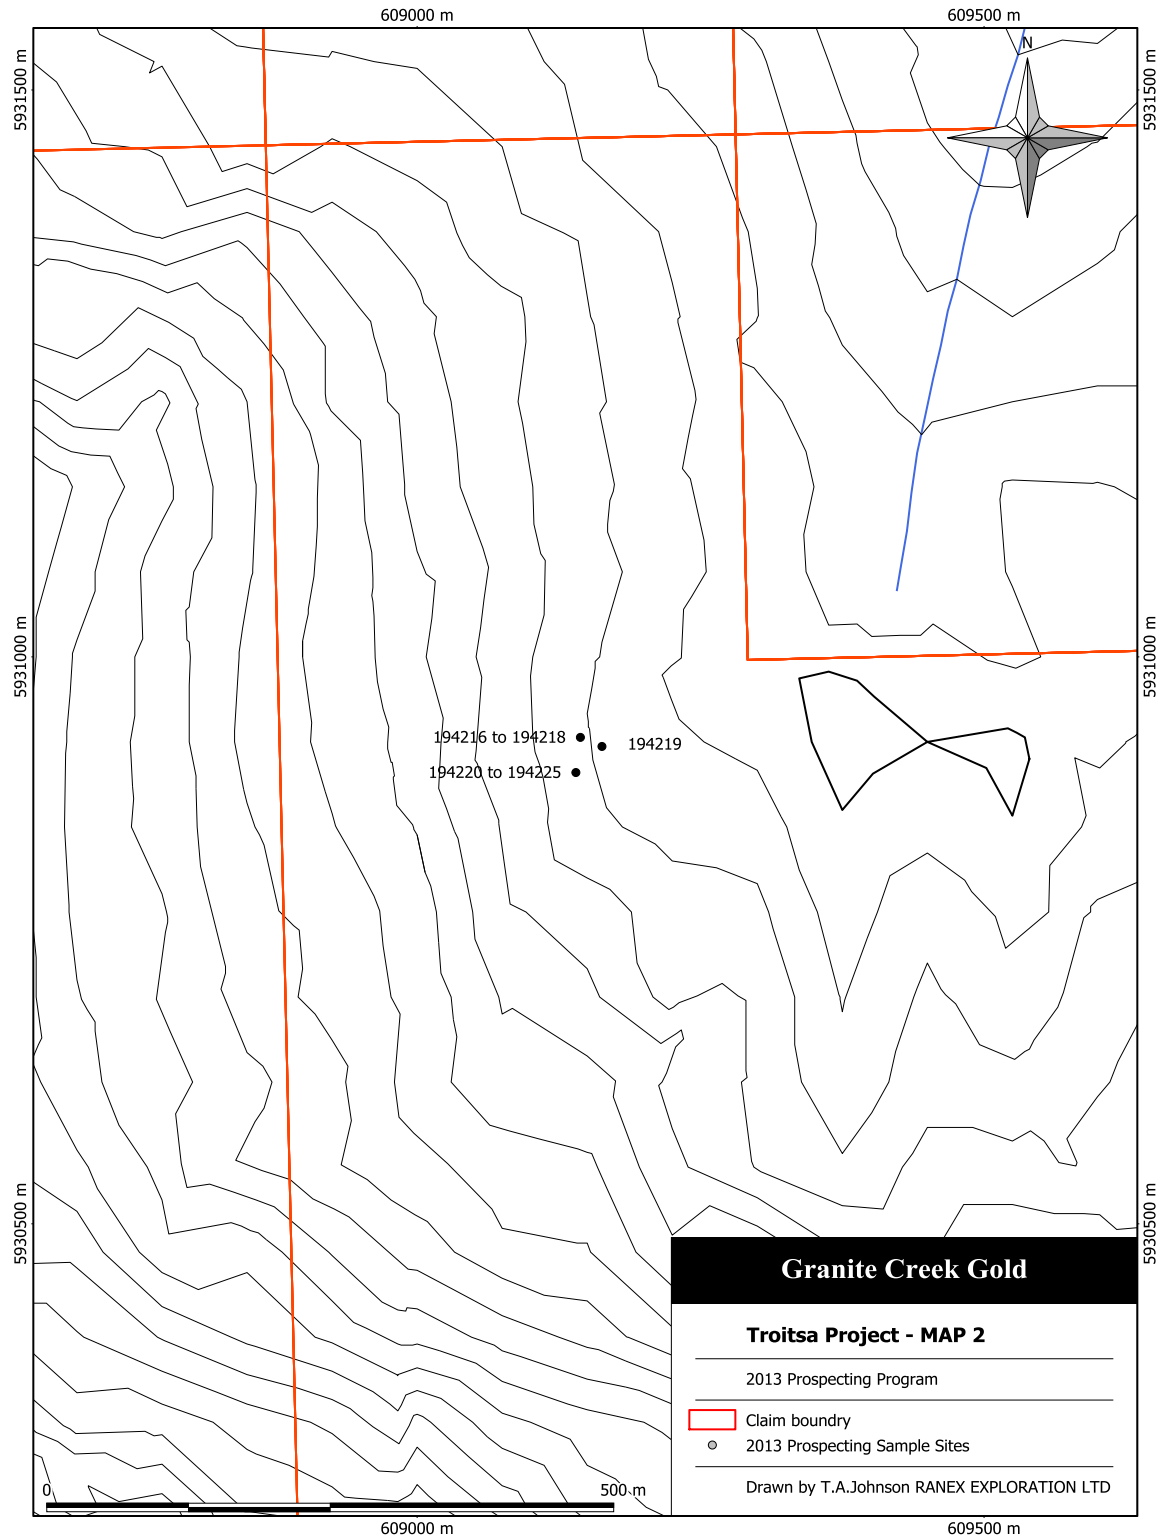 609000 m
609500 m
N
5931500 m
5931500 m
5931000 m
5931000 m
194216 to 194218
194219
194220 to 194225
5930500 m
5930500 m
Granite Creek Gold
Troitsa Project - MAP 2
2013 Prospecting Program
Claim boundry
2013 Prospecting Sample Sites
Drawn by T.A.Johnson RANEX EXPLORATION LTD
0
500 m
609000 m
609500 m